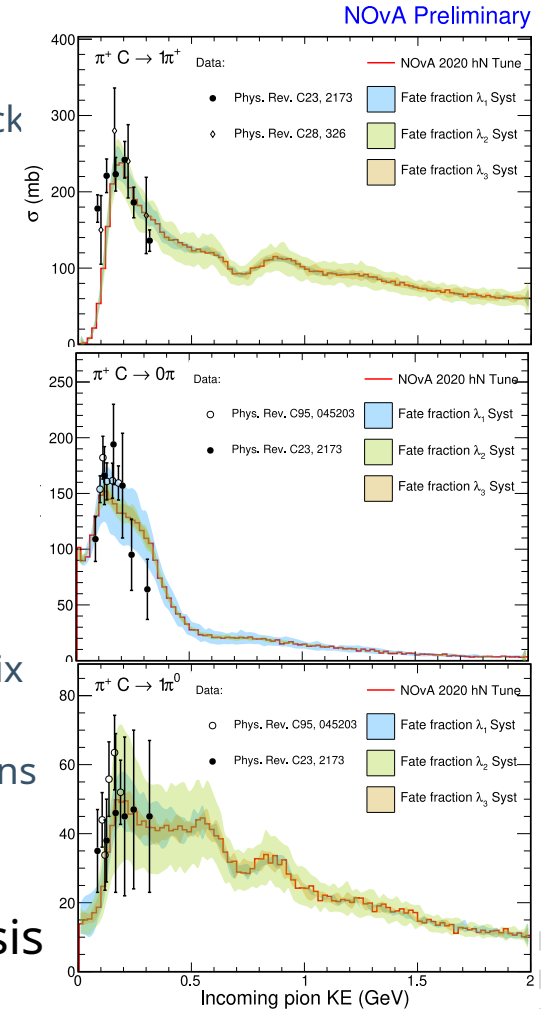 NOvA Preliminary
ck
ix
ns
sis
400
300
200
100
0
σ (mb)
π⁺ C → 1π⁺
Data:
Phys. Rev. C23, 2173
Phys. Rev. C28, 326
NOvA 2020 hN Tune
Fate fraction λ₁ Syst
Fate fraction λ₂ Syst
Fate fraction λ₃ Syst
250
200
150
100
50
0
π⁺ C → 0π
Data:
Phys. Rev. C95, 045203
Phys. Rev. C23, 2173
NOvA 2020 hN Tune
Fate fraction λ₁ Syst
Fate fraction λ₂ Syst
Fate fraction λ₃ Syst
80
60
40
20
0
π⁺ C → 1π⁰
Data:
Phys. Rev. C95, 045203
Phys. Rev. C23, 2173
NOvA 2020 hN Tune
Fate fraction λ₁ Syst
Fate fraction λ₂ Syst
Fate fraction λ₃ Syst
0 0.5 1 1.5 2
Incoming pion KE (GeV)